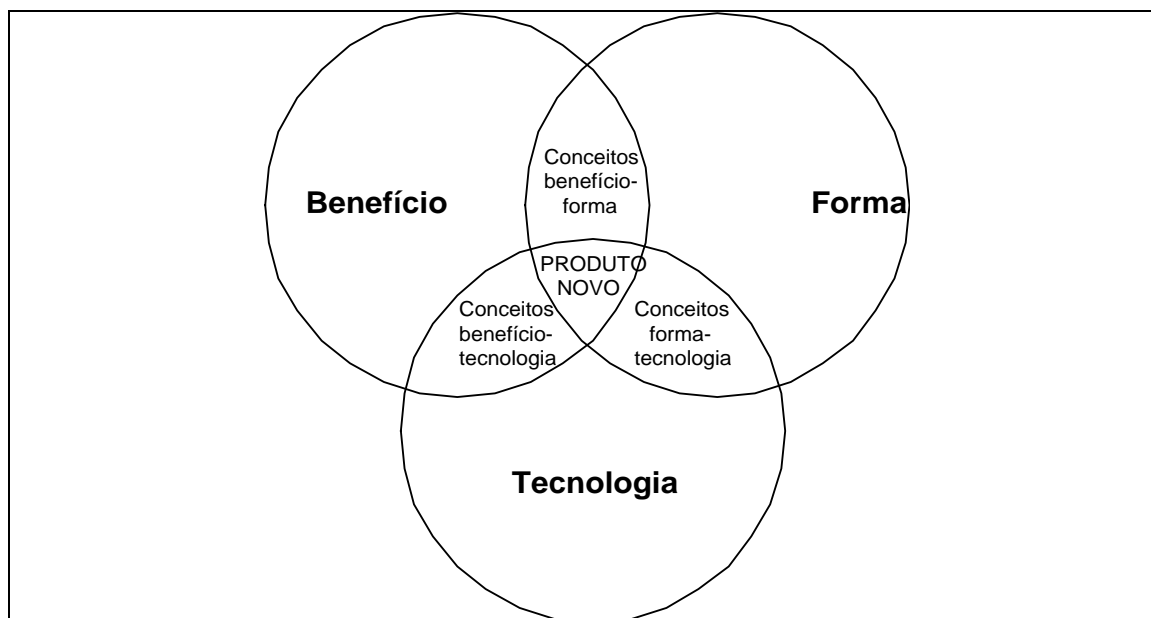 Conceitos
benefício-
forma
Benefício
Forma
PRODUTO
NOVO
Conceitos
benefício-
tecnologia
Conceitos
forma-
tecnologia
Tecnologia